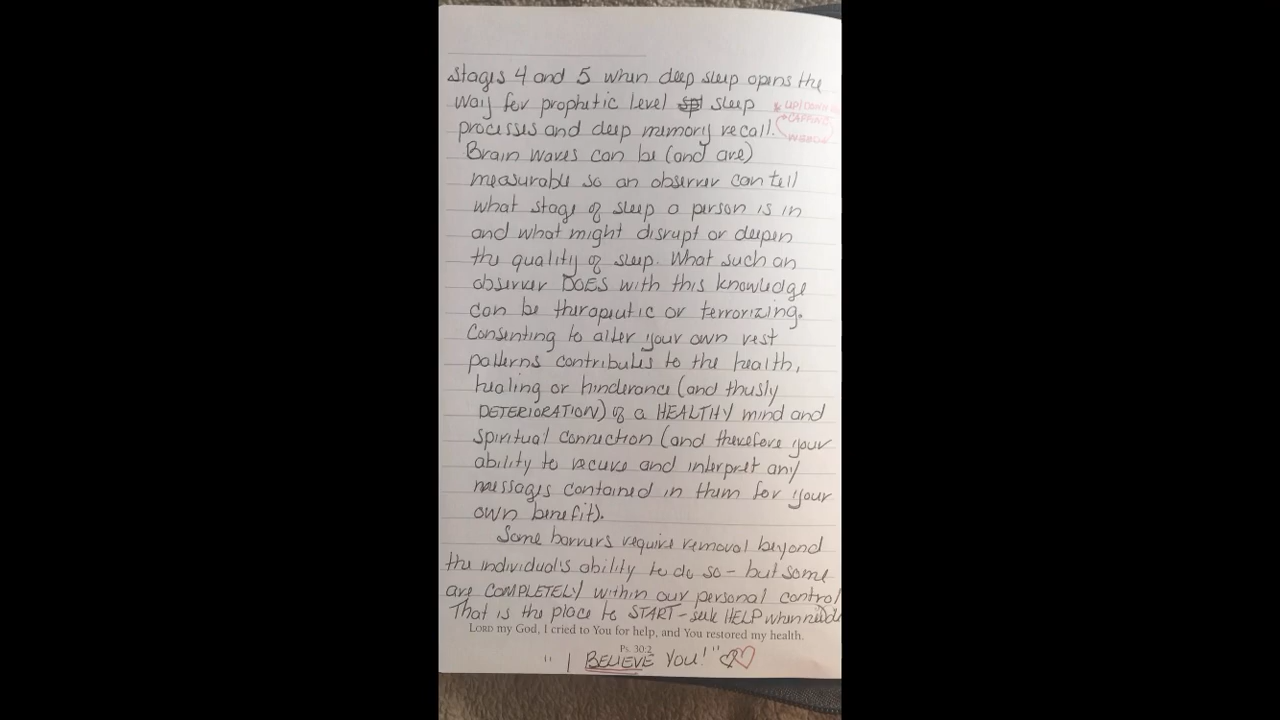 stages 4 and 5 when deep sleep opens the
way for prophetic level sleep
UP/DOWN
processes and deep memory recall.
CAFFINE
Brain waves can be (and are)
measurable so an observer can tell
what stage of sleep a person is in
and what might disrupt or deepen
the quality of sleep. What such an
observer DOES with this knowledge
can be therapeutic or terrorizing.
Consenting to alter your own rest
patterns contributes to the health,
healing or hinderance (and thusly
DETERIORATION) of a HEALTHY mind and
spiritual connection (and therefore your
ability to receive and interpret any
messages contained in them for your
own benefit).
Some barriers require removal beyond
the individual's ability to do so - but some
are COMPLETELY within our personal control
That is the place to START - seek HELP when needed
LORD my God, I cried to You for help, and You restored my health.
Ps. 30:2
" I BELIEVE YOU! "